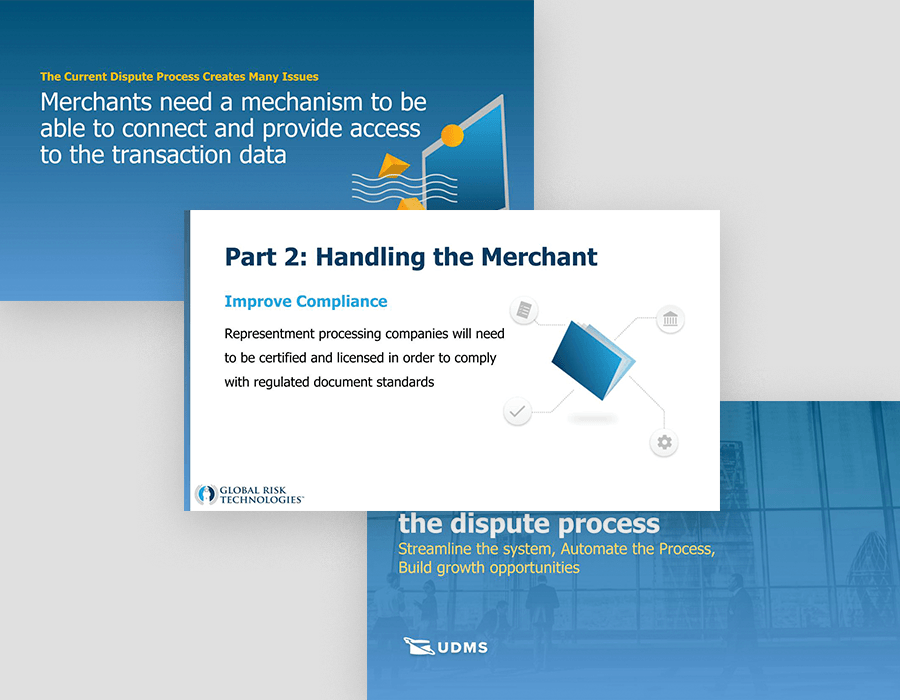 The Current Dispute Process Creates Many Issues
Merchants need a mechanism to be
able to connect and provide access
to the transaction data
Part 2: Handling the Merchant
Improve Compliance
Representment processing companies will need
to be certified and licensed in order to comply
with regulated document standards
GLOBAL RISK
TECHNOLOGIES™
the dispute process
Streamline the system, Automate the Process,
Build growth opportunities
UDMS